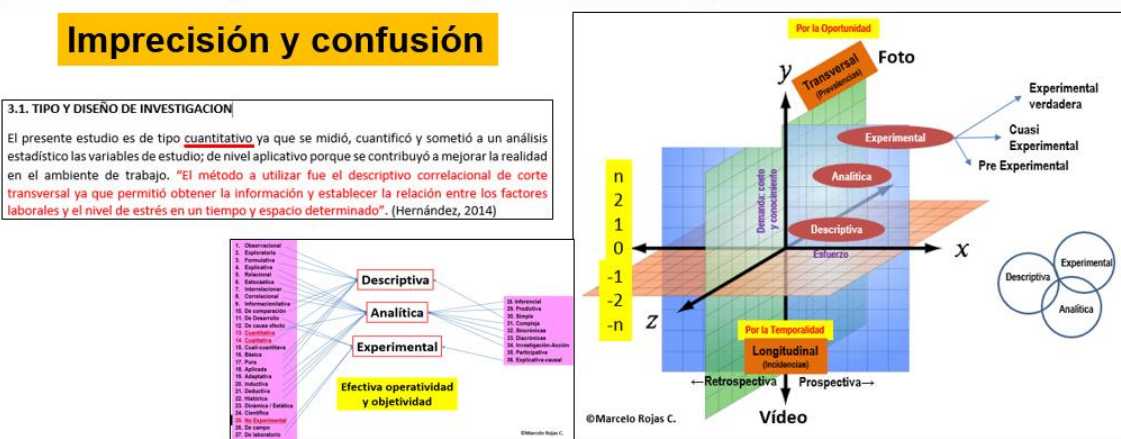 Imprecisión y confusión
3.1. TIPO Y DISEÑO DE INVESTIGACION
El presente estudio es de tipo cuantitativo ya que se midió, cuantificó y sometió a un análisis
estadístico las variables de estudio; de nivel aplicativo porque se contribuyó a mejorar la realidad
en el ambiente de trabajo. “El método a utilizar fue el descriptivo correlacional de corte
transversal ya que permitió obtener la información y establecer la relación entre los factores
laborales y el nivel de estrés en un tiempo y espacio determinado”. (Hernández, 2014)
1. Observacional
2. Exploratoria
3. Formulativa
4. Explicativa
5. Relacional
6. Estocástica
7. Interrelacionar
8. Correlacional
9. Informacionilativa
10. De comparación
11. De Desarrollo
12. De causa efecto
13. Cuantitativa
14. Cualitativa
15. Cuali-cuantitava
16. Básica
17. Pura
18. Aplicada
19. Adaptativa
20. Inductiva
21. Deductiva
22. Histórica
23. Dinámica / Estática
24. Científica
25. No Experimental
26. De campo
27. De laboratorio
Descriptiva
Analítica
Experimental
28. Inferencial
29. Predictiva
30. Simple
31. Compleja
32. Sincrónicas
33. Diacrónicas
34. Investigación-Acción
35. Participativa
36. Explicativa-causal
Efectiva operatividad
y objetividad
©Marcelo Rojas C.
Por la Oportunidad
Transversal
(Prevalencias)
Foto
y
Experimental
verdadera
Cuasi
Experimental
Pre Experimental
Experimental
Analítica
Descriptiva
Demanda: costo
y conocimiento
Esfuerzo
n
2
1
0
-1
-2
-n
x
z
Por la Temporalidad
Longitudinal
(Incidencias)
←Retrospectiva
Prospectiva→
Vídeo
©Marcelo Rojas C.
Descriptiva
Experimental
Analítica